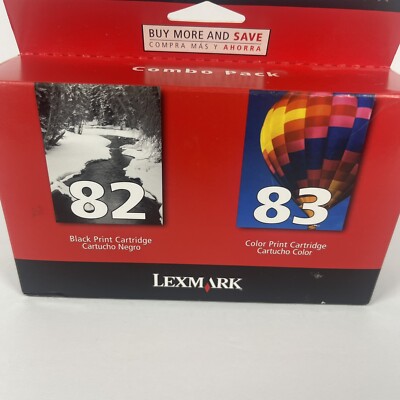 BUY MORE AND SAVE
COMPRA MÁS Y AHORRA
Combo Pack
82
Black Print Cartridge
Cartucho Negro
83
Color Print Cartridge
Cartucho Color
LEXMARK